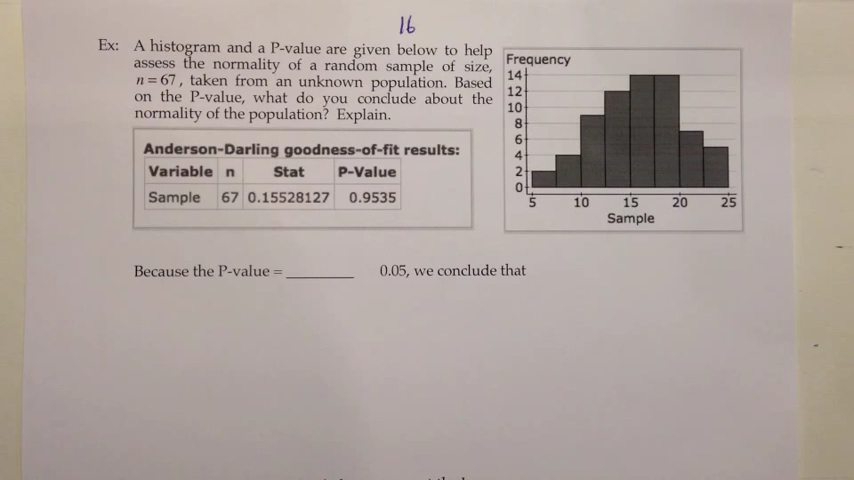 16
Ex: A histogram and a P-value are given below to help
assess the normality of a random sample of size,
n = 67, taken from an unknown population. Based
on the P-value, what do you conclude about the
normality of the population? Explain.
Anderson-Darling goodness-of-fit results:
Variable n Stat P-Value
Sample 67 0.15528127 0.9535
Frequency
14
12
10
8
6
4
2
0
5 10 15 20 25
Sample
Because the P-value = ________ 0.05, we conclude that